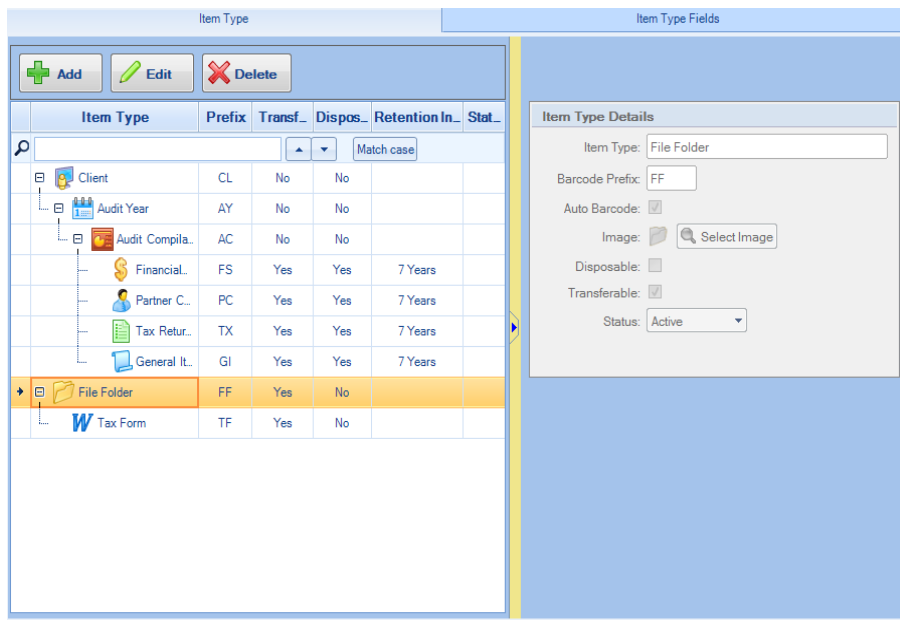 Item Type Item Type Fields
Add Edit Delete
Item Type Prefix Transf... Dispos... Retention In... Stat...
Match case
Client CL No No
Audit Year AY No No
Audit Compila... AC No No
Financial... FS Yes Yes 7 Years
Partner C... PC Yes Yes 7 Years
Tax Retur... TX Yes Yes 7 Years
General It... GI Yes Yes 7 Years
File Folder FF Yes No
W Tax Form TF Yes No
Item Type Details
Item Type: File Folder
Barcode Prefix: FF
Auto Barcode:
Image: Select Image
Disposable:
Transferable:
Status: Active